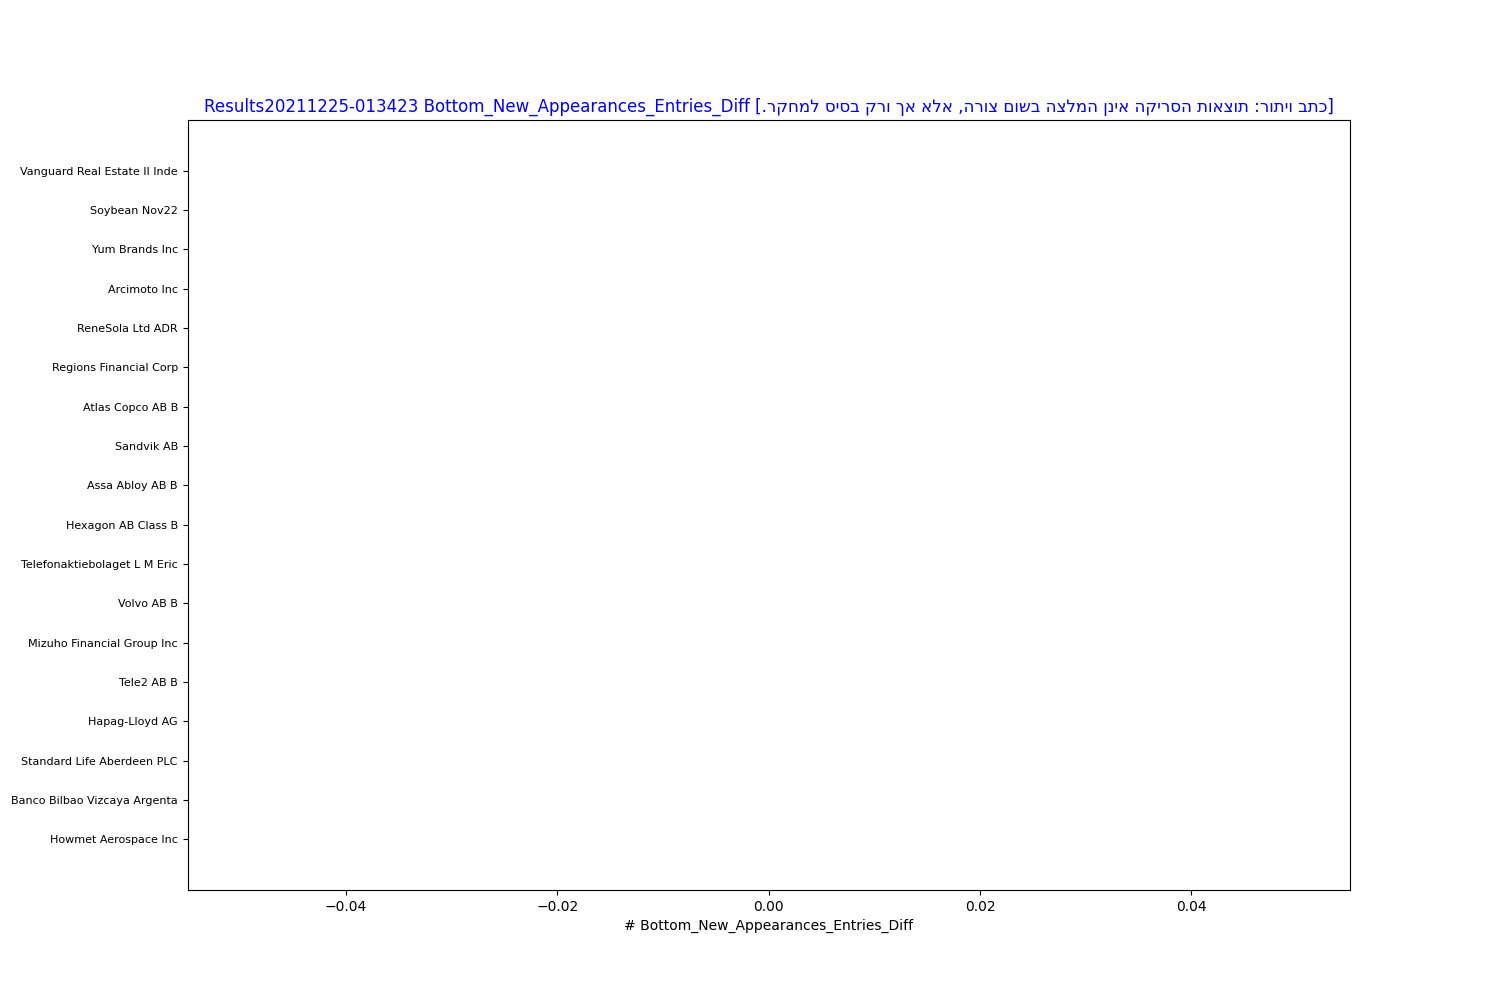 Results20211225-013423 Bottom_New_Appearances_Entries_Diff [כתב ויתור: תוצאות הסריקה אינן המלצה בשום צורה, אלא אך ורק בסיס למחקר.]
Vanguard Real Estate II Inde
Soybean Nov22
Yum Brands Inc
Arcimoto Inc
ReneSola Ltd ADR
Regions Financial Corp
Atlas Copco AB B
Sandvik AB
Assa Abloy AB B
Hexagon AB Class B
Telefonaktiebolaget L M Eric
Volvo AB B
Mizuho Financial Group Inc
Tele2 AB B
Hapag-Lloyd AG
Standard Life Aberdeen PLC
Banco Bilbao Vizcaya Argenta
Howmet Aerospace Inc
−0.04 −0.02 0.00 0.02 0.04
# Bottom_New_Appearances_Entries_Diff